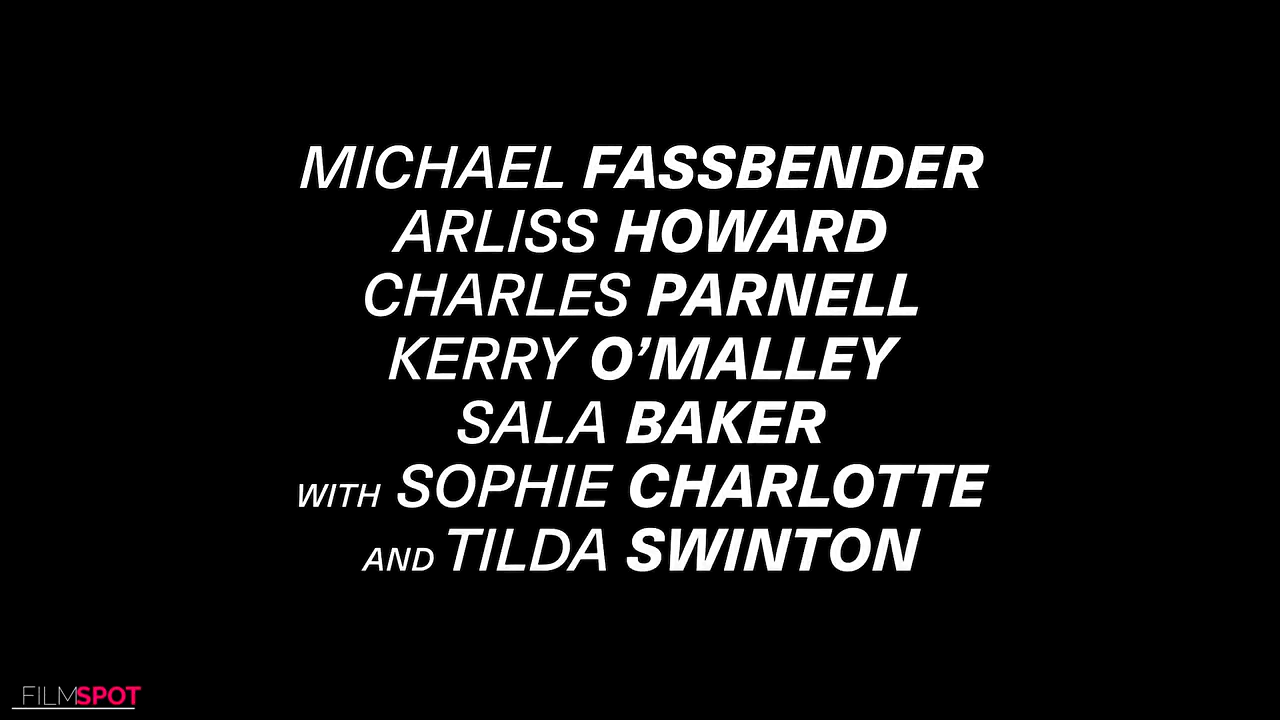 MICHAEL FASSBENDER
ARLISS HOWARD
CHARLES PARNELL
KERRY O’MALLEY
SALA BAKER
WITH SOPHIE CHARLOTTE
AND TILDA SWINTON
FILMSPOT